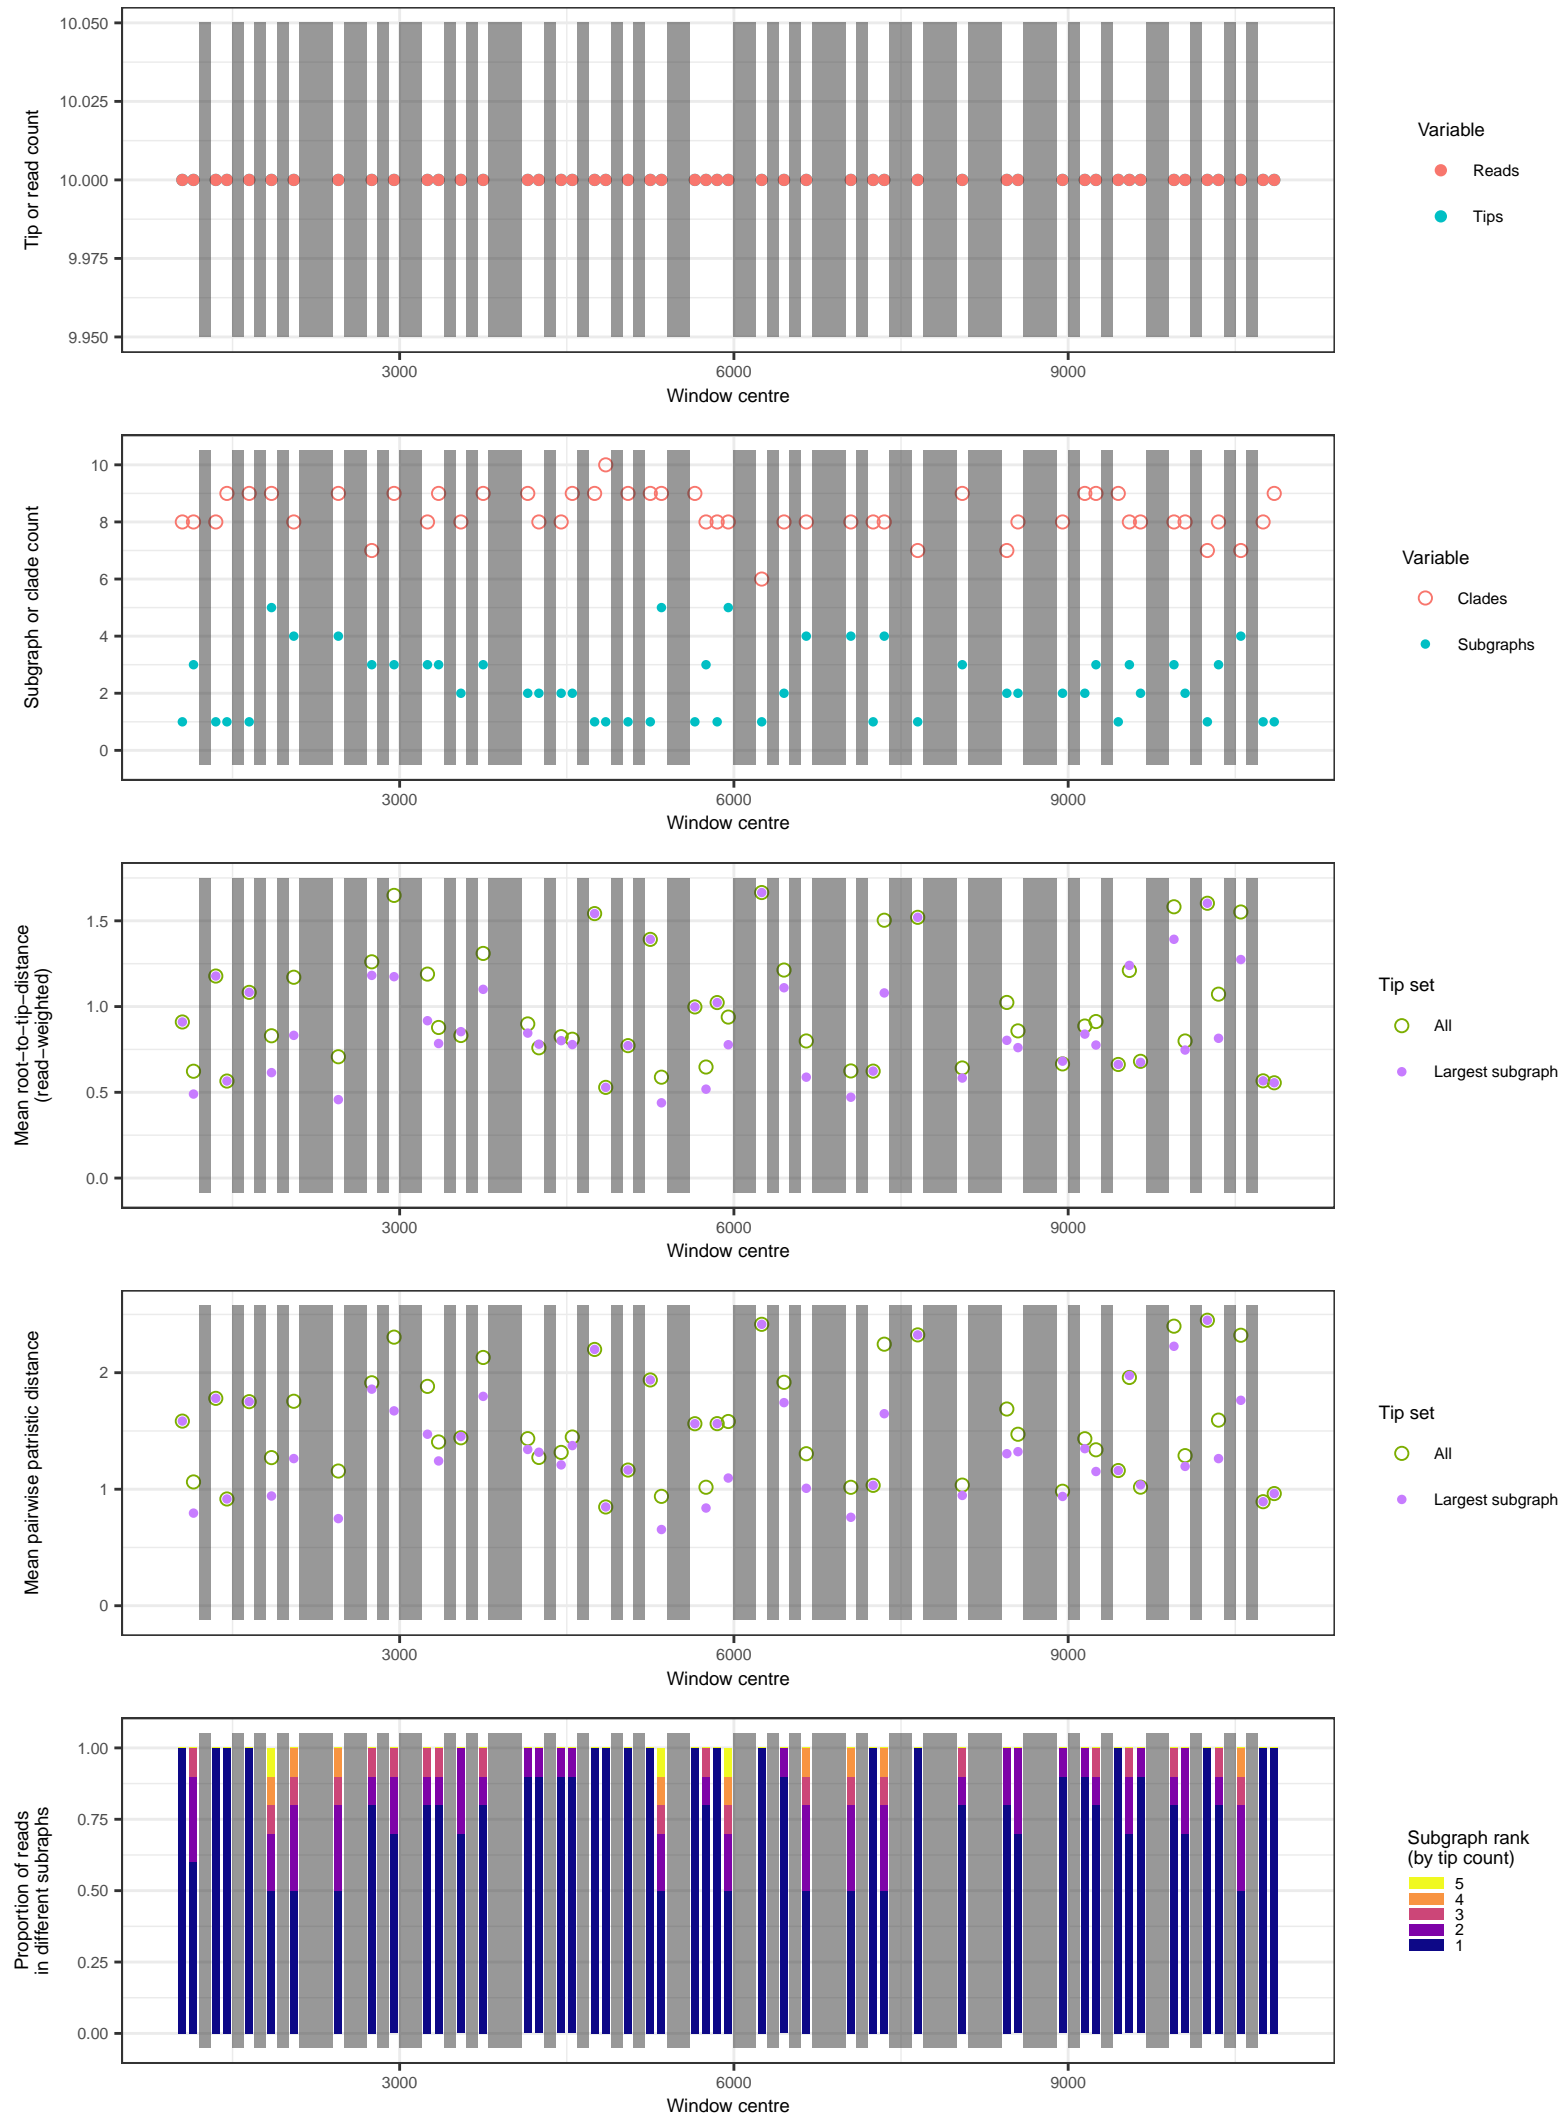 10.050
10.025
10.000
9.975
9.950
Tip or read count
3000
6000
9000
Window centre
Variable
Reads
Tips
10
8
6
4
2
0
Subgraph or clade count
3000
6000
9000
Window centre
Variable
Clades
Subgraphs
1.5
1.0
0.5
0.0
Mean root−to−tip−distance
(read−weighted)
3000
6000
9000
Window centre
Tip set
All
Largest subgraph
2
1
0
Mean pairwise patristic distance
3000
6000
9000
Window centre
Tip set
All
Largest subgraph
1.00
0.75
0.50
0.25
0.00
Proportion of reads
in different subraphs
3000
6000
9000
Window centre
Subgraph rank
(by tip count)
5
4
3
2
1